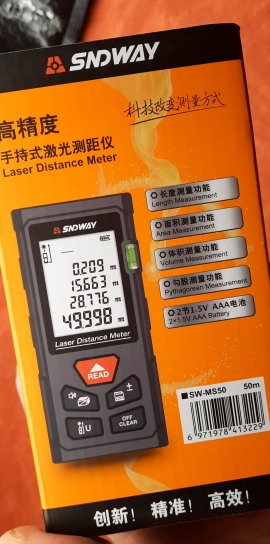 SNDWAY
科技改变测量方式
高精度
手持式激光测距仪
Laser Distance Meter
长度测量功能
Length Measurement
面积测量功能
Area Measurement
体积测量功能
Volume Measurement
勾股测量功能
Pythagorean Measurement
2节1.5V AAA电池
2×1.5V AAA Battery
SNDWAY
0.209 m
15.663 m
28.776 m
49.998 m
Laser Distance Meter
READ
U
OFF
CLEAR
SW-MS50 50m
6 971978 413229
创新！ 精准！ 高效！